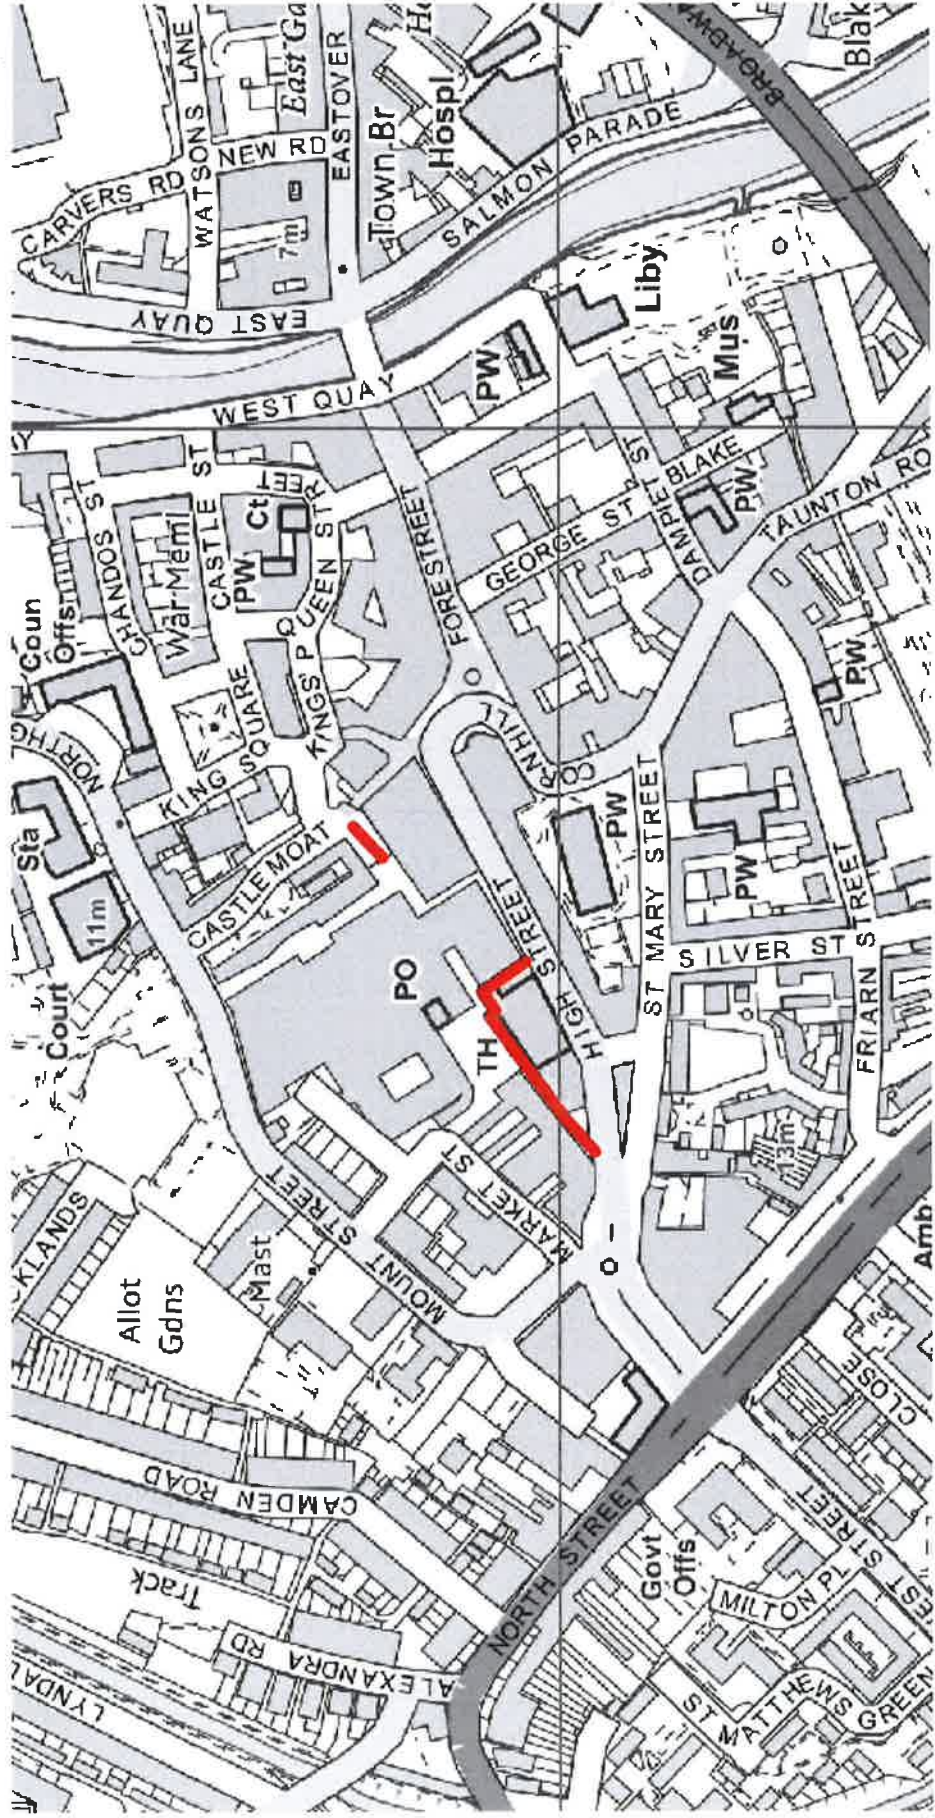 WATSONS LANE
CARVERS RD
NEW RD
East Ga
EASTOVER
7m
Town Br
Hospl
SALMON PARADE
BROADWA
Blak
EAST QUAY
WEST QUAY
PW
Liby
Mus
CHANDOS ST
CASTLE ST
War Meml
Coun
Offs
Ct
PW
QUEEN STREET
KINGS P
KING SQUARE
FORE STREET
GEORGE ST
BLAKE
DAMPIET ST
PW
TAUNTON RO
NORTHG
Sta
11m
Court
CASTLE MOAT
CORNHILL
PW
PW
PW
ST MARY STREET
SILVER ST
FRIARN STREET
HIGH STREET
PO
TH
13m
MARKET ST
MOUNT STREET
Mast
Allot
Gdns
CKLANDS
CAMDEN ROAD
Track
ALEXANDRA RD
LYNDAL
NORTH STREET
Govt
Offs
MILTON PL
ST MATTHEWS
GREEN
STREET
CLOSE
Amb